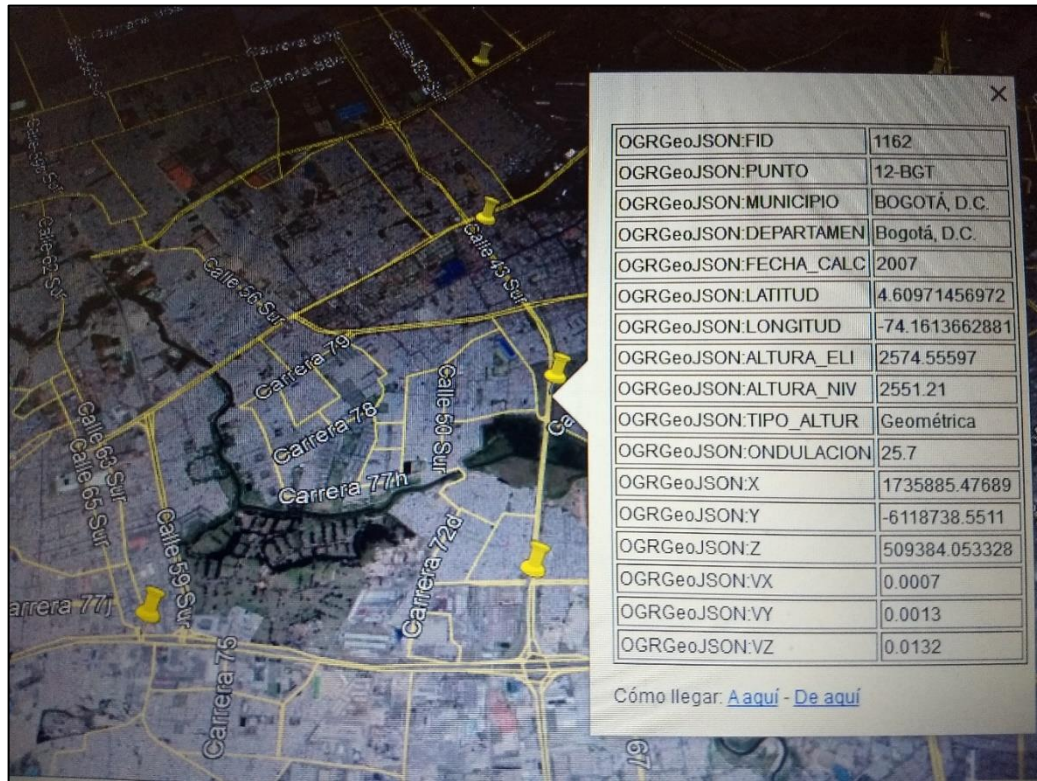 Carrera 88c
Calle 43 Sur
Calle 56 Sur
Calle 62 Sur
Carrera 79
Carrera 78
Calle 50 Sur
Calle 63 Sur
Calle 65 Sur
Carrera 77h
Calle 59 Sur
Carrera 72d
Carrera 75
Ca
OGRGeoJSON:FID 1162
OGRGeoJSON:PUNTO 12-BGT
OGRGeoJSON:MUNICIPIO BOGOTÁ, D.C.
OGRGeoJSON:DEPARTAMEN Bogotá, D.C.
OGRGeoJSON:FECHA_CALC 2007
OGRGeoJSON:LATITUD 4.60971456972
OGRGeoJSON:LONGITUD -74.1613662881
OGRGeoJSON:ALTURA_ELI 2574.55597
OGRGeoJSON:ALTURA_NIV 2551.21
OGRGeoJSON:TIPO_ALTUR Geométrica
OGRGeoJSON:ONDULACION 25.7
OGRGeoJSON:X 1735885.47689
OGRGeoJSON:Y -6118738.5511
OGRGeoJSON:Z 509384.053328
OGRGeoJSON:VX 0.0007
OGRGeoJSON:VY 0.0013
OGRGeoJSON:VZ 0.0132
Cómo llegar: A aquí - De aquí
arrera 77j
67